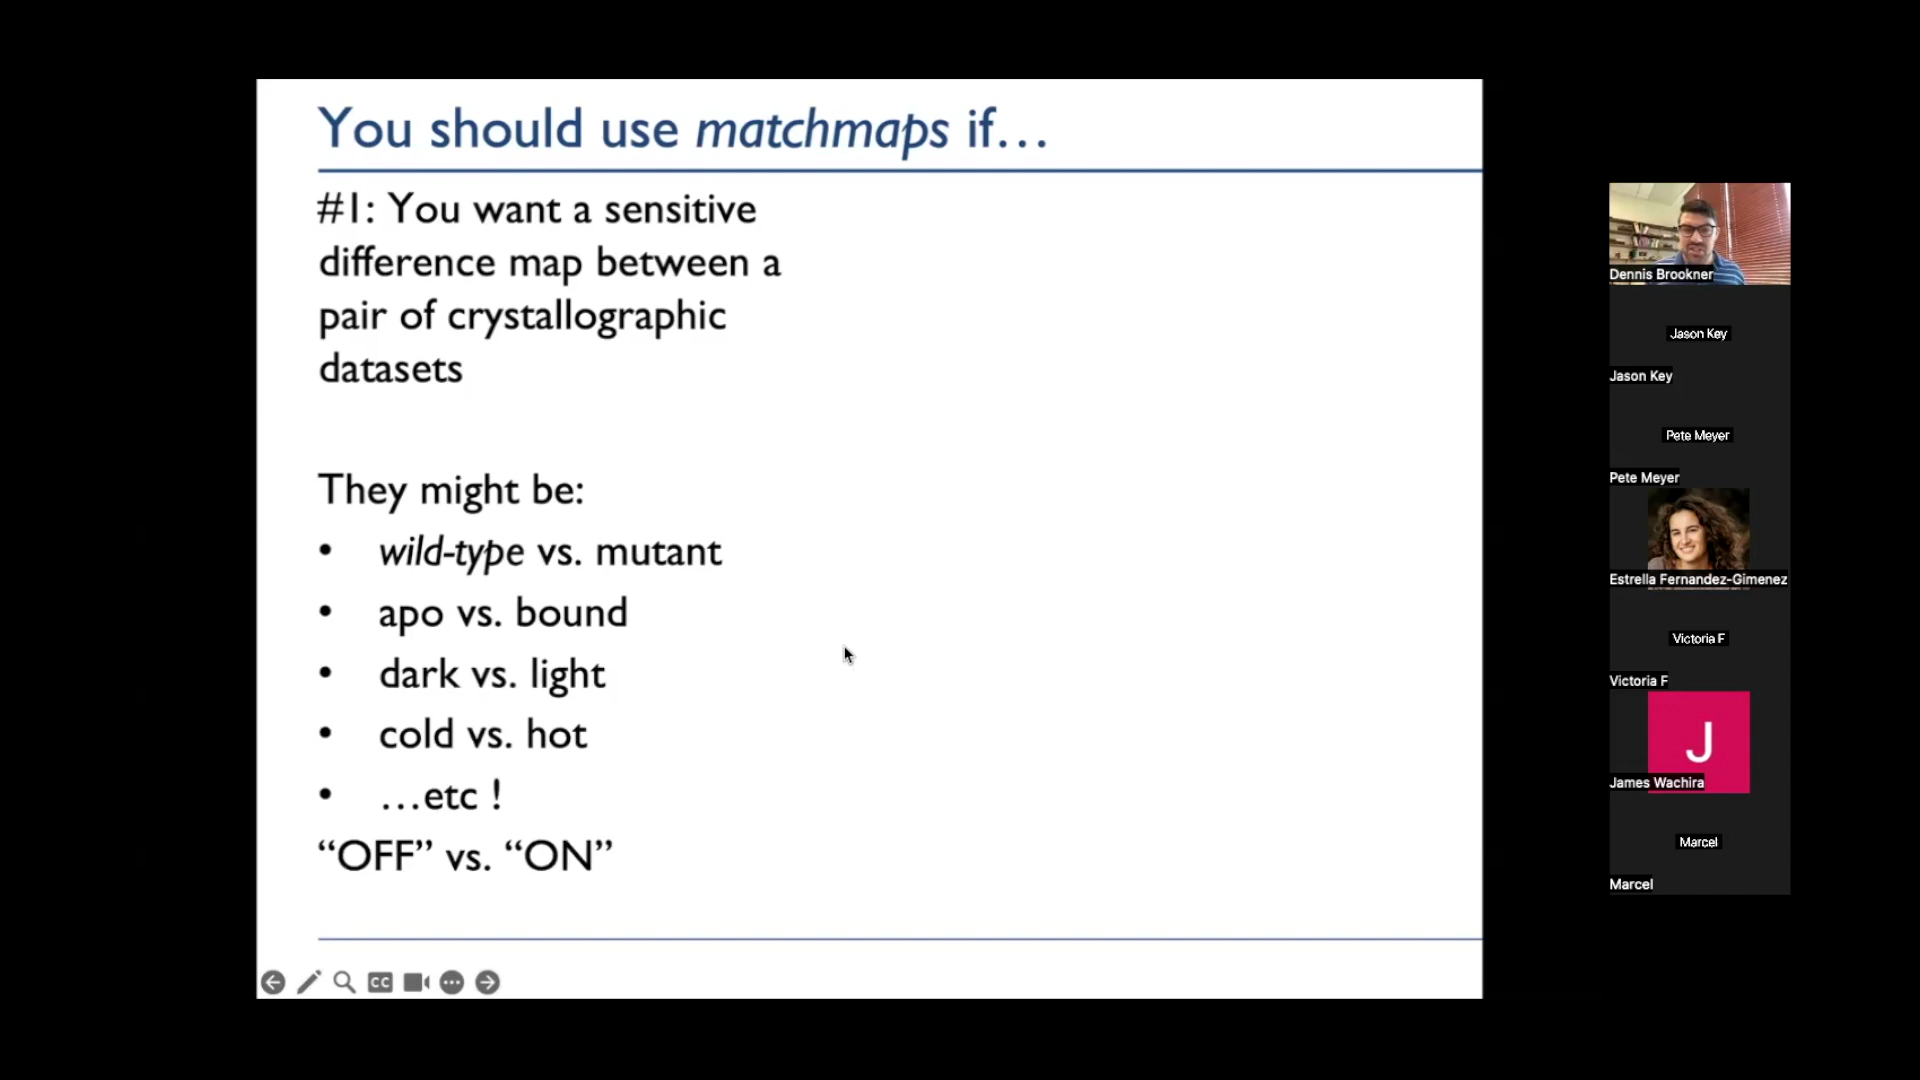 You should use matchmaps if…
#1: You want a sensitive
difference map between a
pair of crystallographic
datasets
They might be:
• wild-type vs. mutant
• apo vs. bound
• dark vs. light
• cold vs. hot
• …etc !
“OFF” vs. “ON”
CC
Dennis Brookner
Jason Key
Jason Key
Pete Meyer
Pete Meyer
Estrella Fernandez-Gimenez
Victoria F
Victoria F
J
James Wachira
Marcel
Marcel